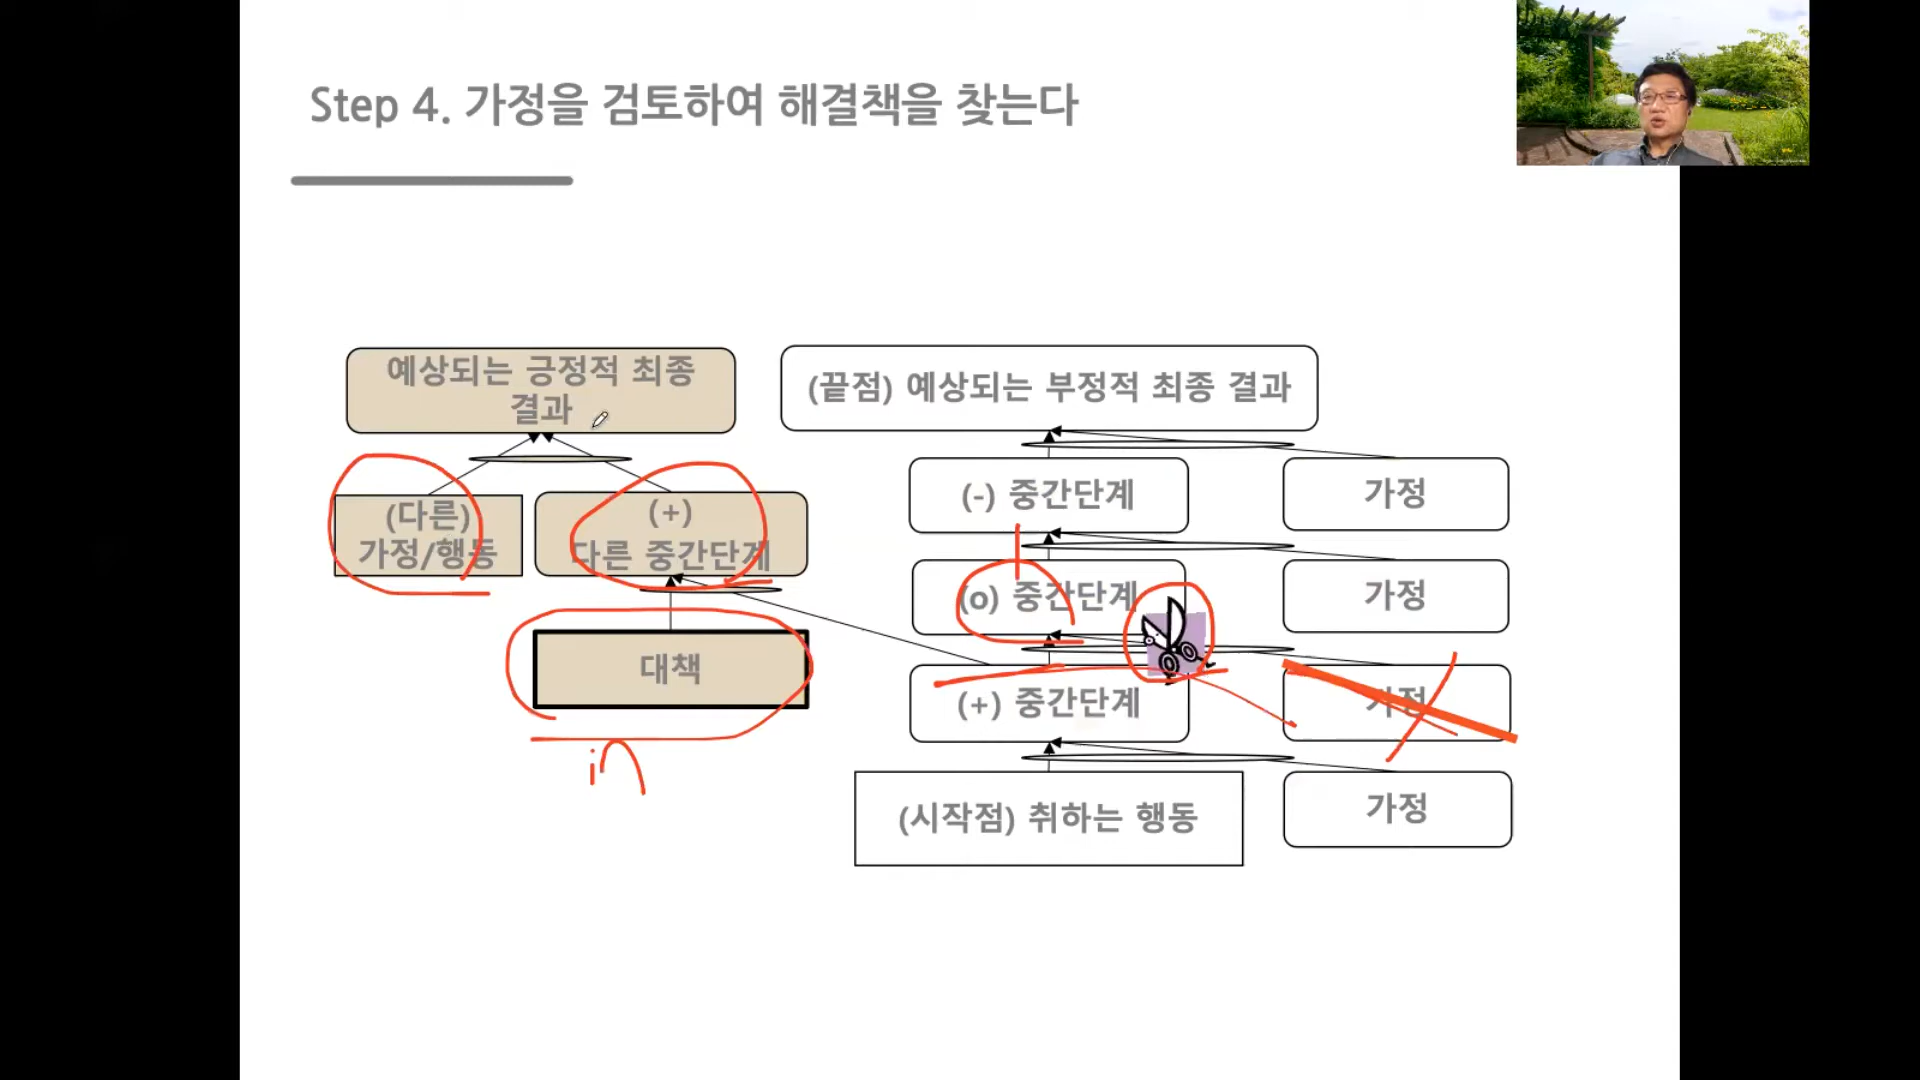 Step 4. 가정을 검토하여 해결책을 찾는다
예상되는 긍정적 최종
결과
(다른)
가정/행동
(+)
다른 중간단계
대책
in
(끝점) 예상되는 부정적 최종 결과
(-) 중간단계
가정
(o) 중간단계
가정
(+) 중간단계
가정
(시작점) 취하는 행동
가정